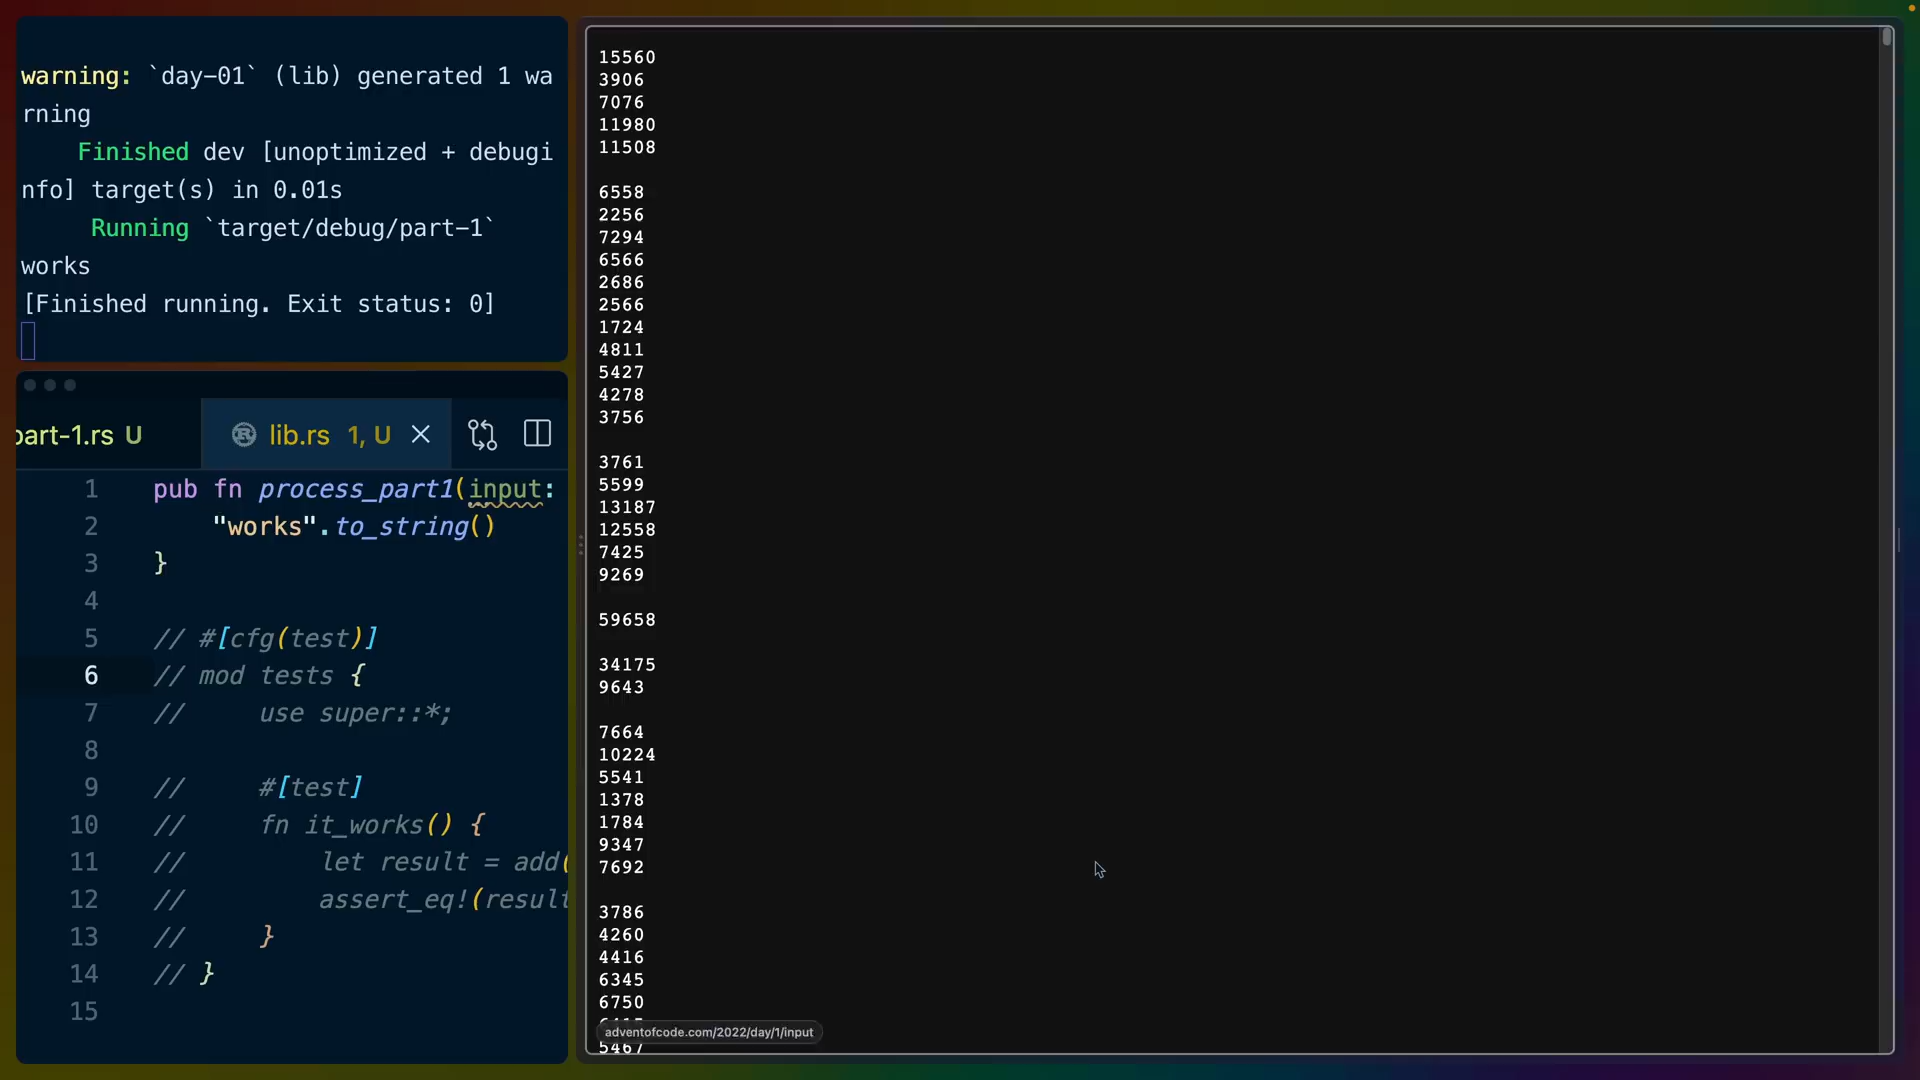 warning: `day-01` (lib) generated 1 wa
rning
Finished dev [unoptimized + debugi
nfo] target(s) in 0.01s
Running `target/debug/part-1`
works
[Finished running. Exit status: 0]
part-1.rs U
lib.rs 1, U
1 pub fn process_part1(input:
2 "works".to_string()
3 }
4
5 // #[cfg(test)]
6 // mod tests {
7 // use super::*;
8
9 // #[test]
10 // fn it_works() {
11 // let result = add(
12 // assert_eq!(result
13 // }
14 // }
15
15560
3906
7076
11980
11508
6558
2256
7294
6566
2686
2566
1724
4811
5427
4278
3756
3761
5599
13187
12558
7425
9269
59658
34175
9643
7664
10224
5541
1378
1784
9347
7692
3786
4260
4416
6345
6750
adventofcode.com/2022/day/1/input
5467